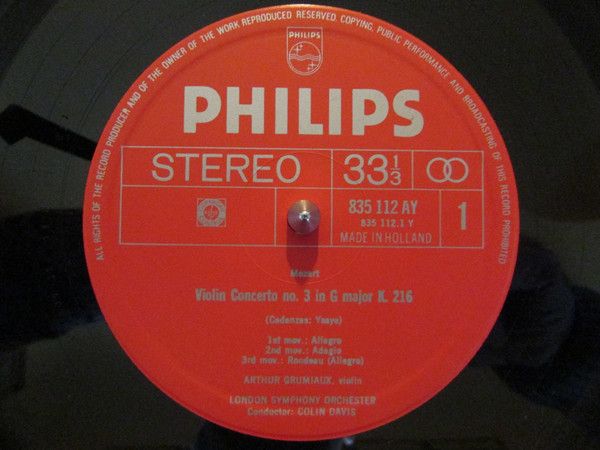 ALL RIGHTS OF THE RECORD PRODUCER AND OF THE OWNER OF THE WORK REPRODUCED RESERVED. COPYING, PUBLIC PERFORMANCE AND BROADCASTING OF THIS RECORD PROHIBITED
PHILIPS
PHILIPS
STEREO
33 1/3
835 112 AY
835 112.1 Y
MADE IN HOLLAND
1
Mozart
Violin Concerto no. 3 in G major K. 216
(Cadenzas: Ysaye)
1st mov.: Allegro
2nd mov.: Adagio
3rd mov.: Rondeau (Allegro)
ARTHUR GRUMIAUX, violin
LONDON SYMPHONY ORCHESTER
Conductor: COLIN DAVIS